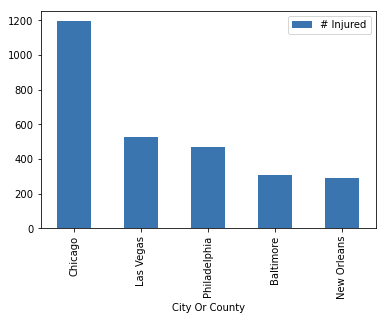 # Injured
1200
1000
800
600
400
200
0
Chicago
Las Vegas
Philadelphia
Baltimore
New Orleans
City Or County